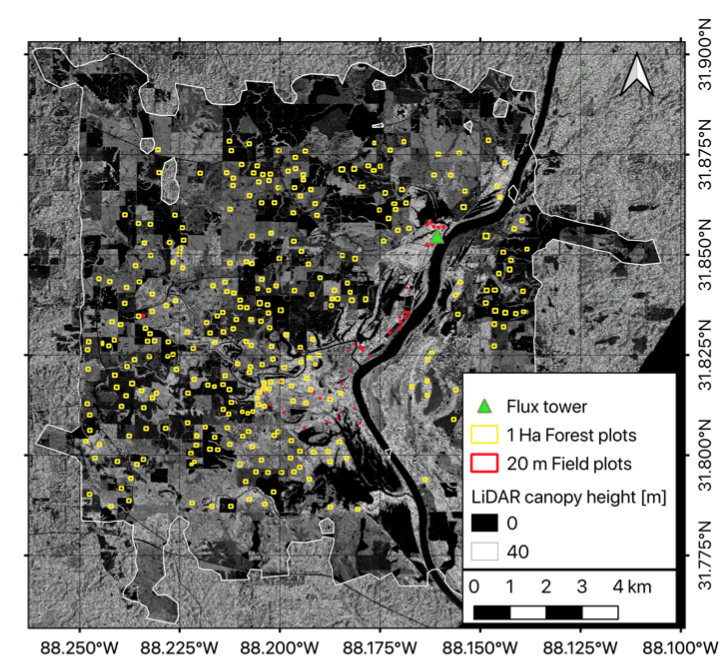 31.900°N
31.875°N
31.850°N
31.825°N
31.800°N
31.775°N
Flux tower
1 Ha Forest plots
20 m Field plots
LiDAR canopy height [m]
0
40
0 1 2 3 4 km
88.250°W 88.225°W 88.200°W 88.175°W 88.150°W 88.125°W 88.100°W